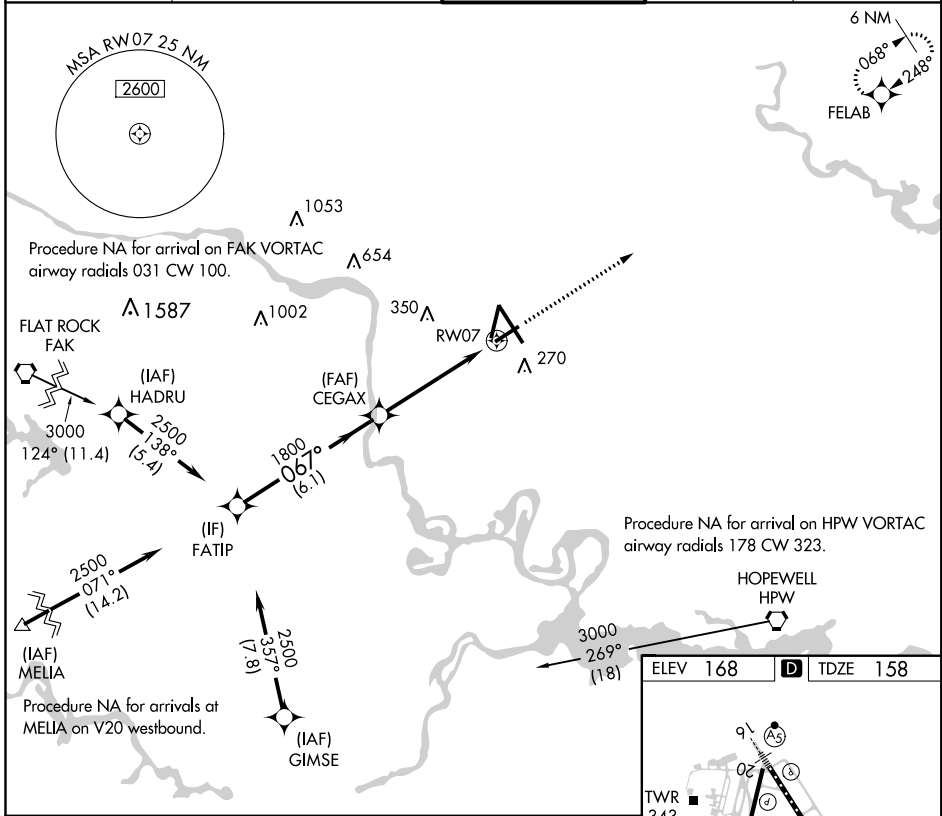 MSA RW07 25 NM
2600
6 NM
068°
248°
FELAB
1053
654
Procedure NA for arrival on FAK VORTAC
airway radials 031 CW 100.
1587
1002
350
RW07
270
FLAT ROCK
FAK
(IAF)
HADRU
3000
124° (11.4)
2500
138°
(5.4)
(FAF)
CEGAX
1800
067°
(6.1)
(IF)
FATIP
2500
071°
(14.2)
(IAF)
MELIA
Procedure NA for arrivals at
MELIA on V20 westbound.
2500
357°
(7.8)
(IAF)
GIMSE
Procedure NA for arrival on HPW VORTAC
airway radials 178 CW 323.
HOPEWELL
HPW
3000
269°
(18)
ELEV 168
D
TDZE 158
16
A5
20
P
P
TWR
343